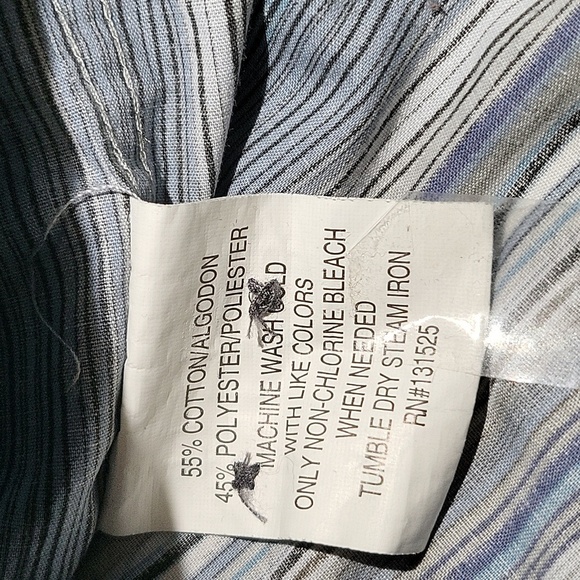 55% COTTON/ALGODON
45% POLYESTER/POLIESTER
MACHINE WASH
WITH LIKE COLORS
ONLY NON-CHLORINE BLEACH
WHEN NEEDED
TUMBLE DRY STEAM IRON
RN#131525